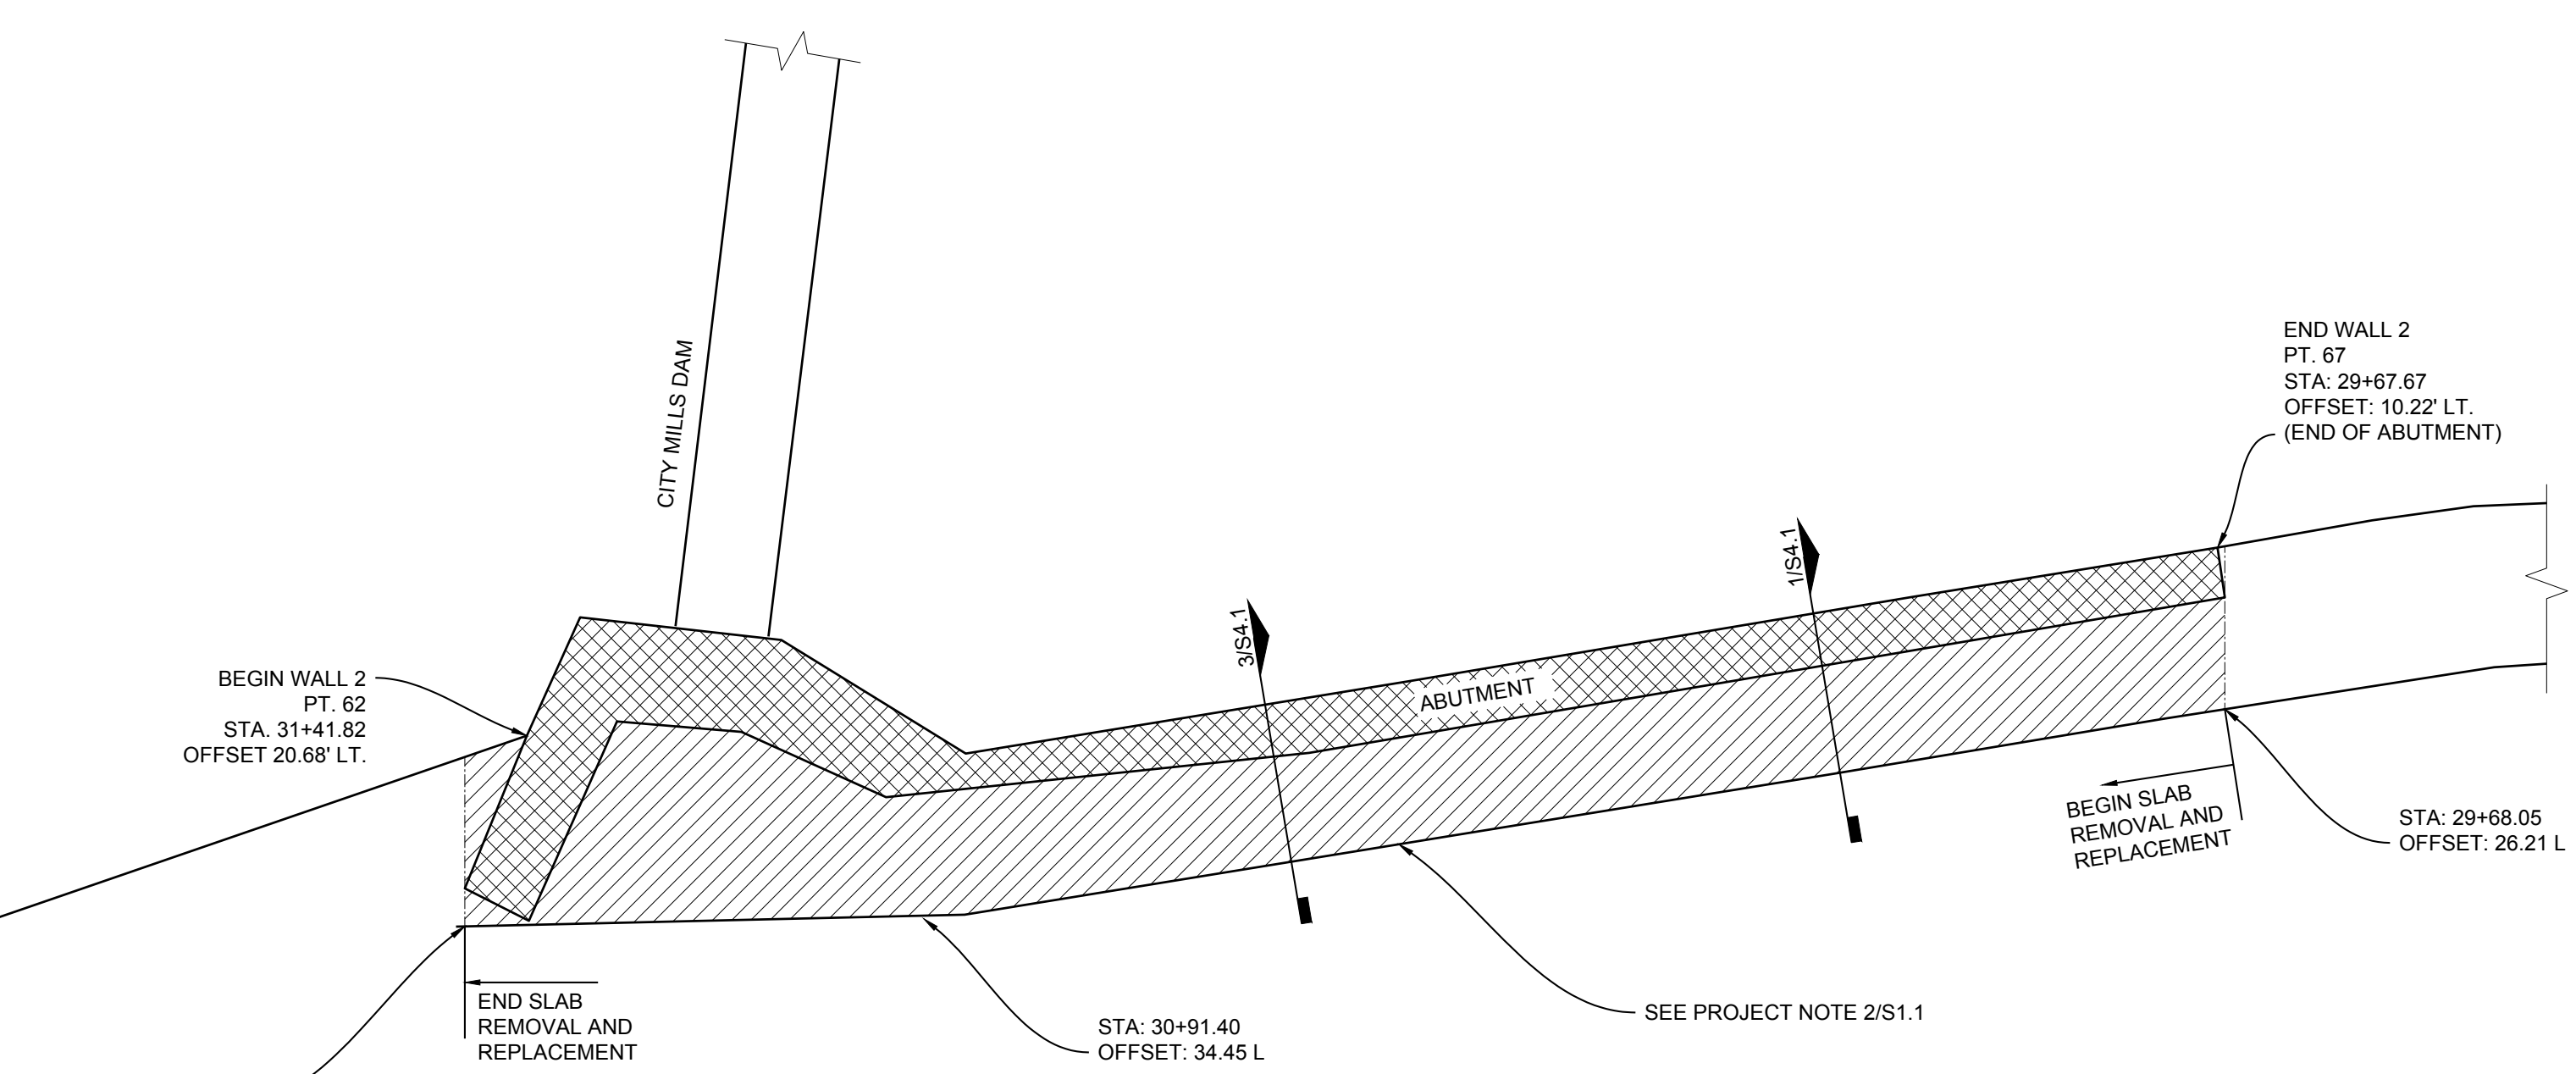 CITY MILLS DAM
END WALL 2
PT. 67
STA: 29+67.67
OFFSET: 10.22' LT.
(END OF ABUTMENT)
1/S4.1
3/S4.1
BEGIN WALL 2
PT. 62
STA. 31+41.82
OFFSET 20.68' LT.
ABUTMENT
BEGIN SLAB
REMOVAL AND
REPLACEMENT
STA: 29+68.05
OFFSET: 26.21 L
END SLAB
REMOVAL AND
REPLACEMENT
STA: 30+91.40
OFFSET: 34.45 L
SEE PROJECT NOTE 2/S1.1